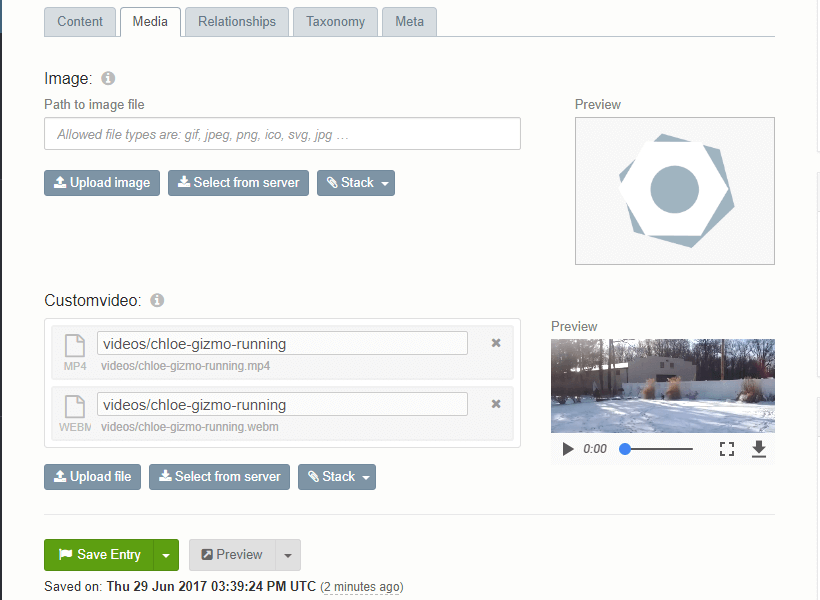 Content Media Relationships Taxonomy Meta
Image:
Path to image file
Preview
Allowed file types are: gif, jpeg, png, ico, svg, jpg …
Upload image Select from server Stack
Customvideo:
Preview
videos/chloe-gizmo-running
MP4 videos/chloe-gizmo-running.mp4
videos/chloe-gizmo-running
WEBM videos/chloe-gizmo-running.webm
0:00
Upload file Select from server Stack
Save Entry Preview
Saved on: Thu 29 Jun 2017 03:39:24 PM UTC (2 minutes ago)